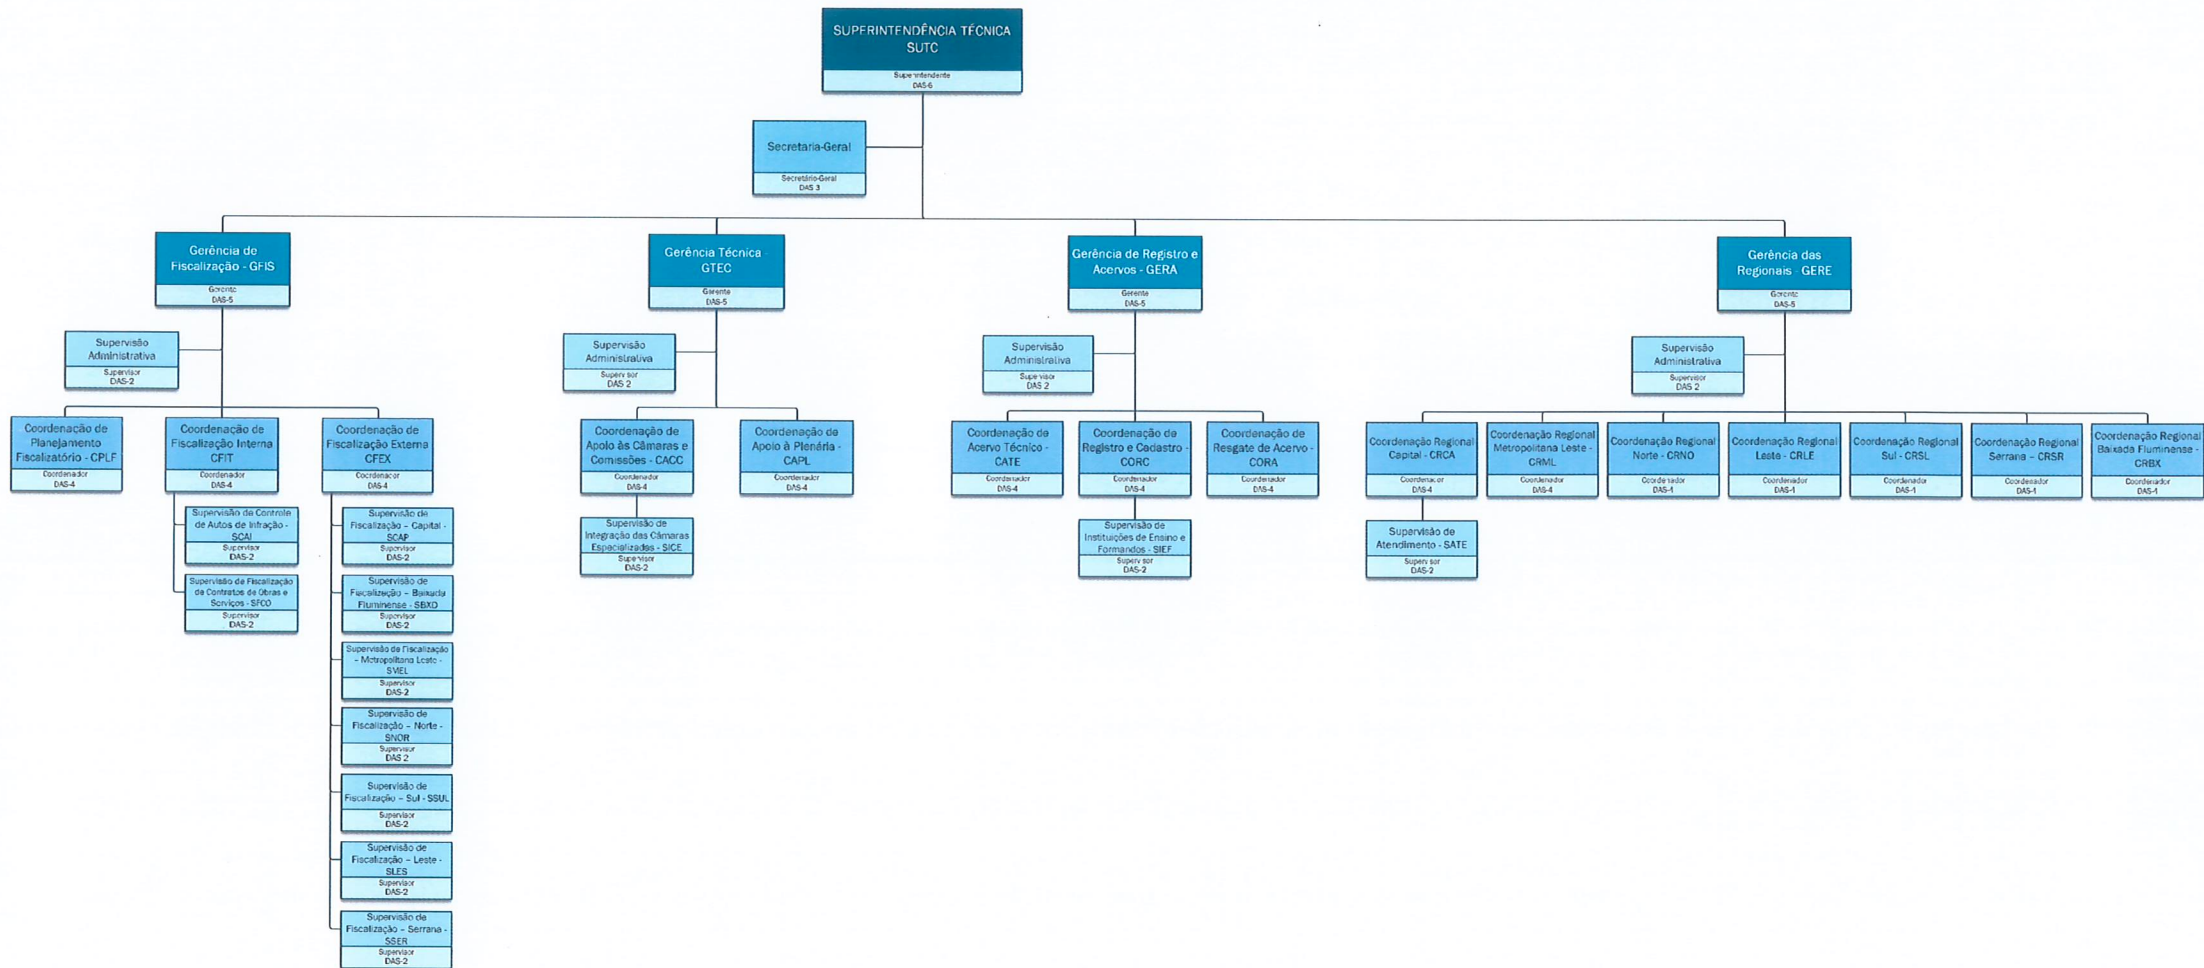 SUPERINTENDÊNCIA TÉCNICA
SUTC
Superintendente
DAS-6
Secretaria-Geral
Secretário-Geral
DAS 3
Gerência de
Fiscalização - GFIS
Gerente
DAS-5
Gerência Técnica
GTEC
Gerente
DAS-5
Gerência de Registro e
Acervos - GERA
Gerente
DAS-5
Gerência das
Regionais - GERE
Gerente
DAS-5
Supervisão
Administrativa
Supervisor
DAS-2
Supervisão
Administrativa
Supervisor
DAS 2
Supervisão
Administrativa
Supervisor
DAS 2
Supervisão
Administrativa
Supervisor
DAS 2
Coordenação de
Planejamento
Fiscalizatório - CPLF
Coordenador
DAS-4
Coordenação de
Fiscalização Interna
CFIT
Coordenador
DAS-4
Coordenação de
Fiscalização Externa
CFEX
Coordenador
DAS-4
Coordenação de
Apoio às Câmaras e
Comissões - CACC
Coordenador
DAS-4
Coordenação de
Apoio à Plenária -
CAPL
Coordenador
DAS-4
Coordenação de
Acervo Técnico -
CATE
Coordenador
DAS-4
Coordenação de
Registro e Cadastro -
CORC
Coordenador
DAS-4
Coordenação de
Resgate de Acervo -
CORA
Coordenador
DAS-4
Coordenação Regional
Capital - CRCA
Coordenador
DAS-4
Coordenação Regional
Metropolitana Leste -
CRML
Coordenador
DAS-4
Coordenação Regional
Norte - CRNO
Coordenador
DAS-1
Coordenação Regional
Leste - CRLE
Coordenador
DAS-1
Coordenação Regional
Sul - CRSL
Coordenador
DAS-1
Coordenação Regional
Serrana – CRSR
Coordenador
DAS-1
Coordenação Regional
Baixada Fluminense -
CRBX
Coordenador
DAS-1
Supervisão de Controle
de Autos de Infração -
SCAI
Supervisor
DAS-2
Supervisão de Fiscalização
de Contratos de Obras e
Serviços - SFCO
Supervisor
DAS-2
Supervisão de
Fiscalização – Capital -
SCAP
Supervisor
DAS-2
Supervisão de
Fiscalização – Baixada
Fluminense - SBXD
Supervisor
DAS-2
Supervisão de Fiscalização
– Metropolitana Leste -
SMEL
Supervisor
DAS-2
Supervisão de
Fiscalização – Norte -
SNOR
Supervisor
DAS 2
Supervisão de
Fiscalização – Sul - SSUL
Supervisor
DAS-2
Supervisão de
Fiscalização – Leste -
SLES
Supervisor
DAS-2
Supervisão de
Fiscalização – Serrana -
SSER
Supervisor
DAS-2
Supervisão de
Integração das Câmaras
Especializadas - SICE
Supervisor
DAS-2
Supervisão de
Instituições de Ensino e
Formandos - SIEF
Supervisor
DAS-2
Supervisão de
Atendimento - SATE
Supervisor
DAS-2